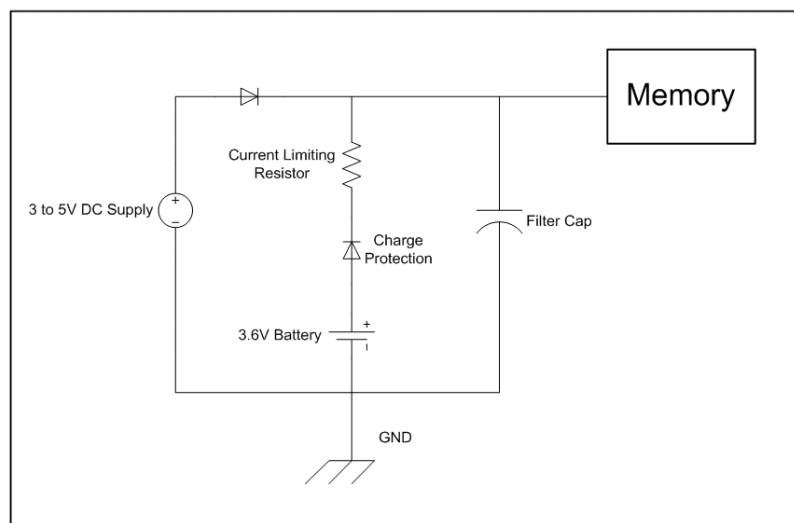 Memory
Current Limiting
Resistor
+
−
3 to 5V DC Supply
Filter Cap
Charge
Protection
+
3.6V Battery
−
GND